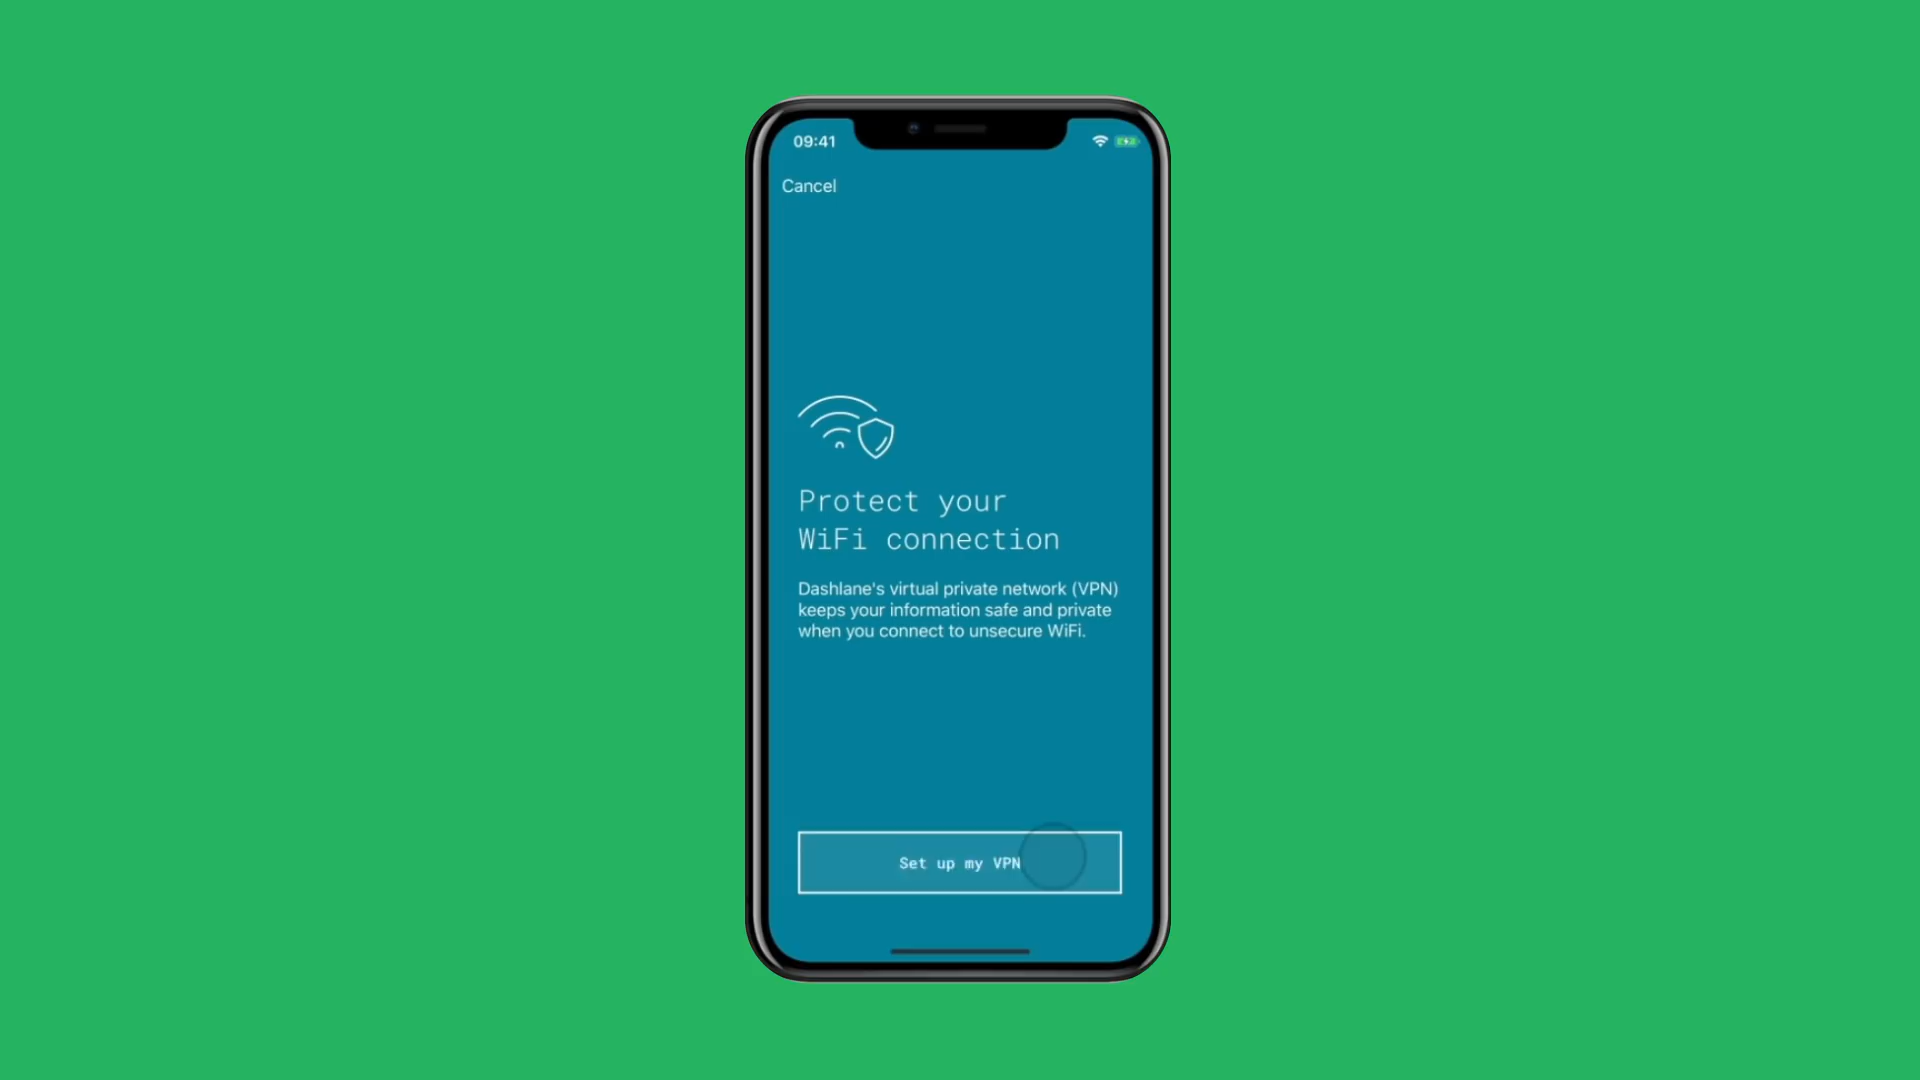 09:41
Cancel
Protect your
WiFi connection
Dashlane's virtual private network (VPN)
keeps your information safe and private
when you connect to unsecure WiFi.
Set up my VPN